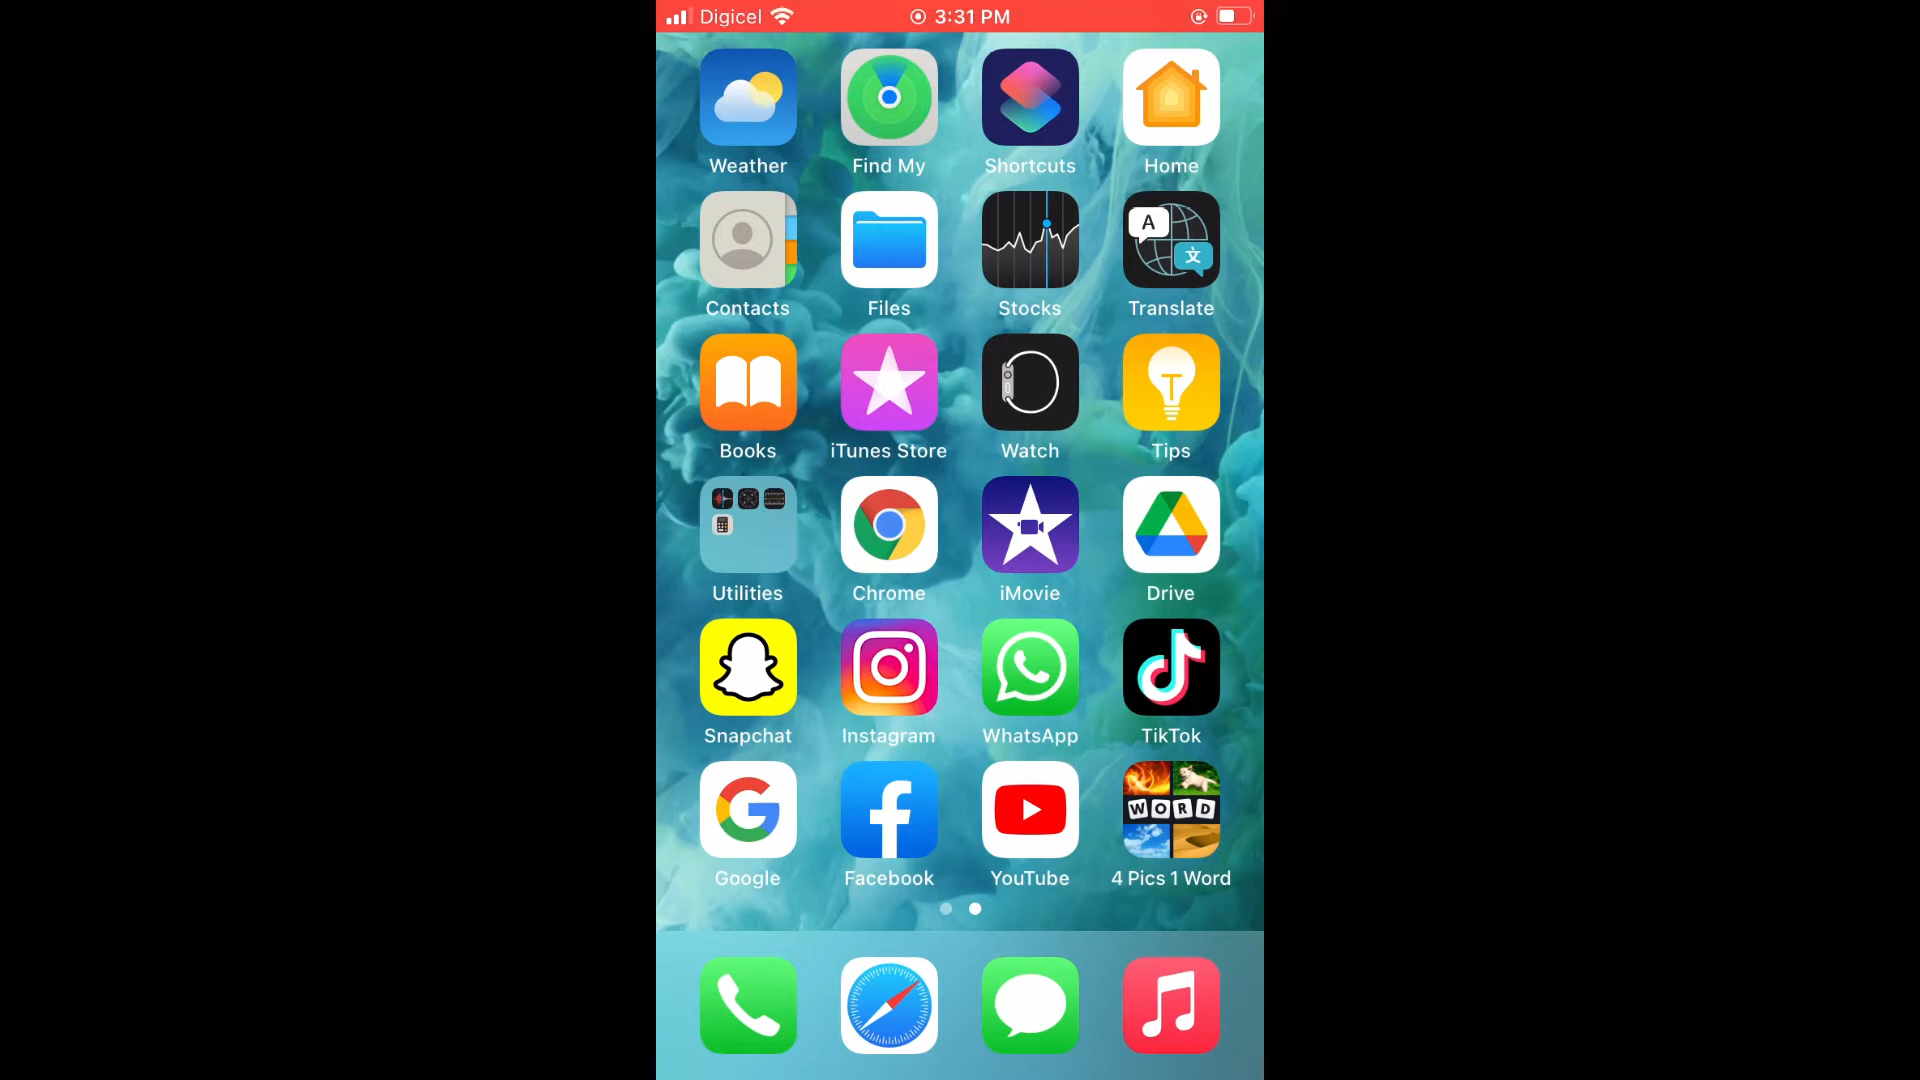 Digicel 3:31 PM
Weather Find My Shortcuts Home
A 文
Contacts Files Stocks Translate
Books iTunes Store Watch Tips
Utilities Chrome iMovie Drive
Snapchat Instagram WhatsApp TikTok
WORD
Google Facebook YouTube 4 Pics 1 Word